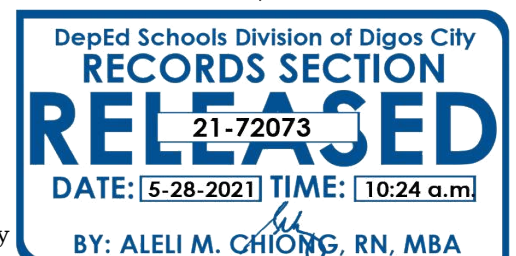 DepEd Schools Division of Digos City
RECORDS SECTION
RELEASED
21-72073
DATE: 5-28-2021 TIME: 10:24 a.m.
BY: ALELI M. CHIONG, RN, MBA
y